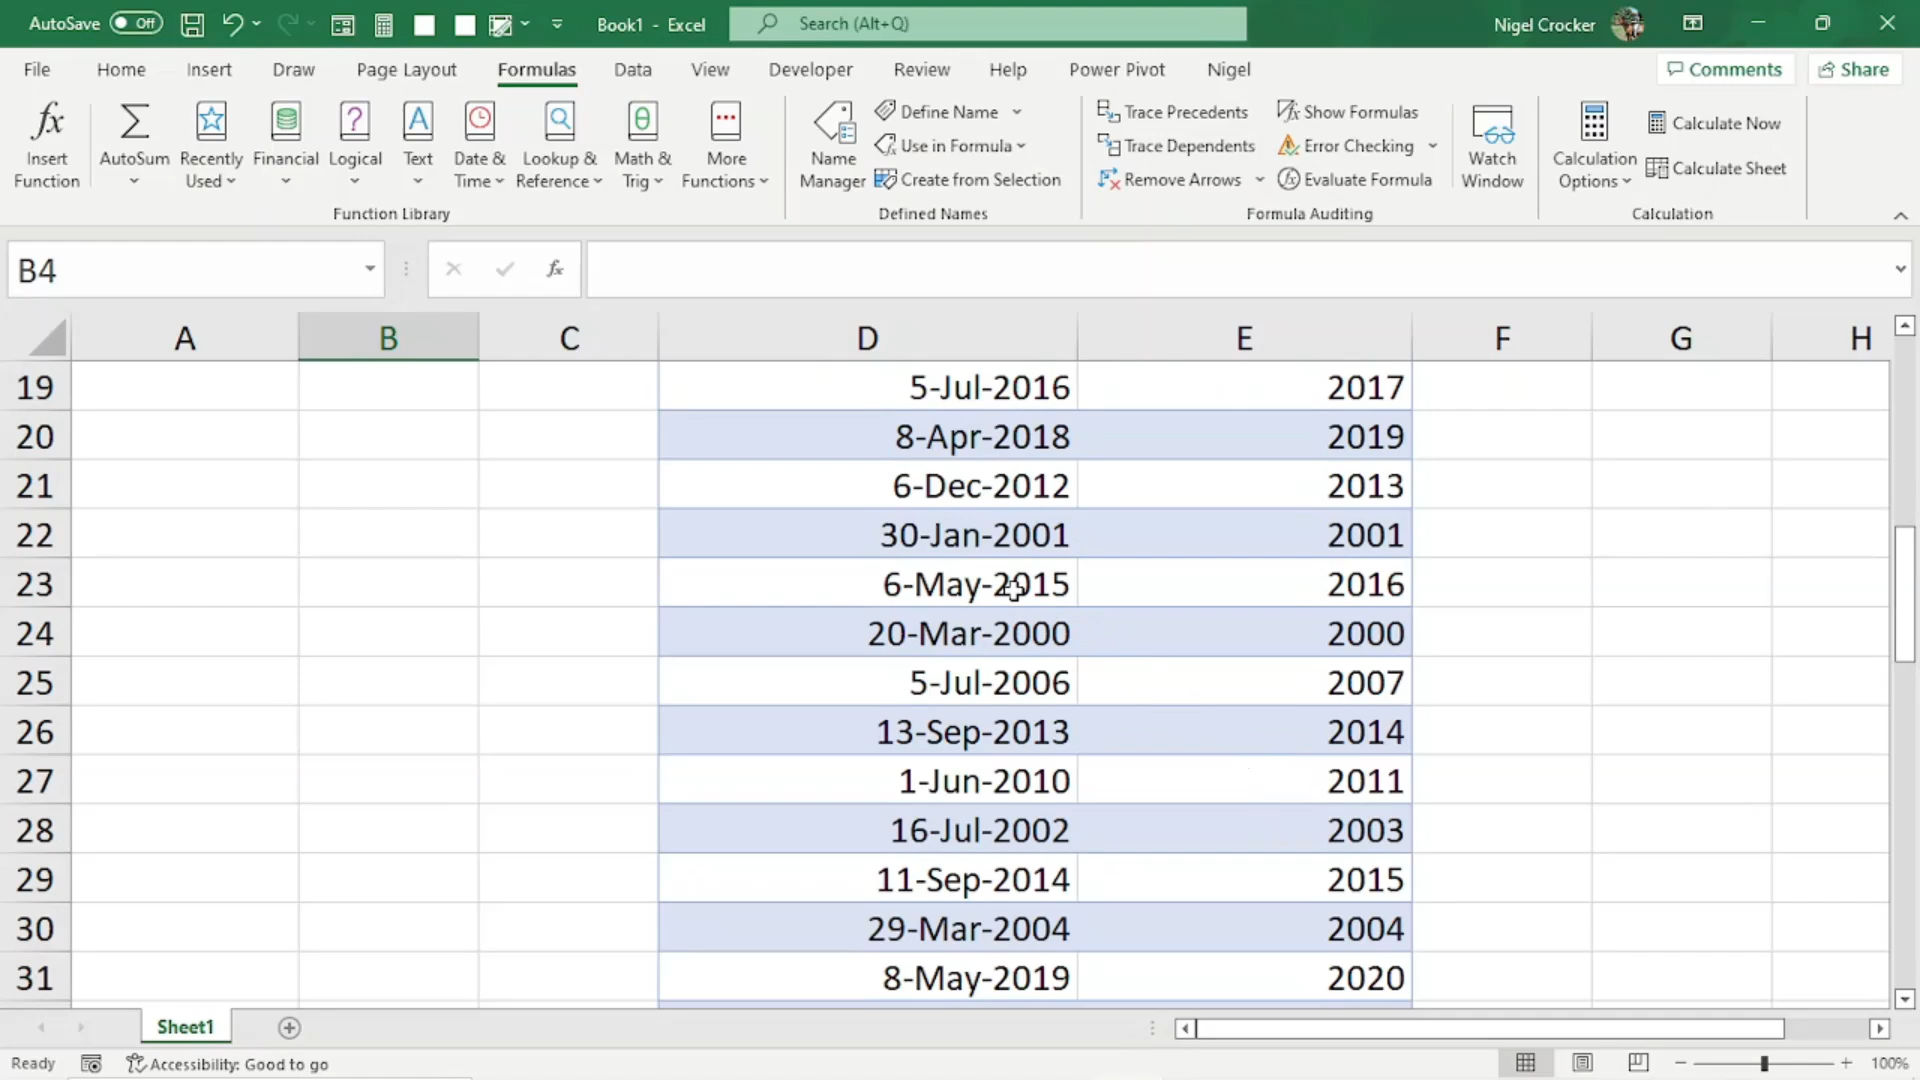 AutoSave Off Book1 - Excel Search (Alt+Q) Nigel Crocker
File Home Insert Draw Page Layout Formulas Data View Developer Review Help Power Pivot Nigel Comments Share
Insert Function
AutoSum
Recently Used
Financial
Logical
Text
Date & Time
Lookup & Reference
Math & Trig
More Functions
Function Library
Name Manager
Define Name
Use in Formula
Create from Selection
Defined Names
Trace Precedents
Trace Dependents
Remove Arrows
Show Formulas
Error Checking
Evaluate Formula
Formula Auditing
Watch Window
Calculation Options
Calculate Now
Calculate Sheet
Calculation
B4 fx
A B C D E F G H
19 5-Jul-2016 2017
20 8-Apr-2018 2019
21 6-Dec-2012 2013
22 30-Jan-2001 2001
23 6-May-2015 2016
24 20-Mar-2000 2000
25 5-Jul-2006 2007
26 13-Sep-2013 2014
27 1-Jun-2010 2011
28 16-Jul-2002 2003
29 11-Sep-2014 2015
30 29-Mar-2004 2004
31 8-May-2019 2020
Sheet1
Ready Accessibility: Good to go 100%